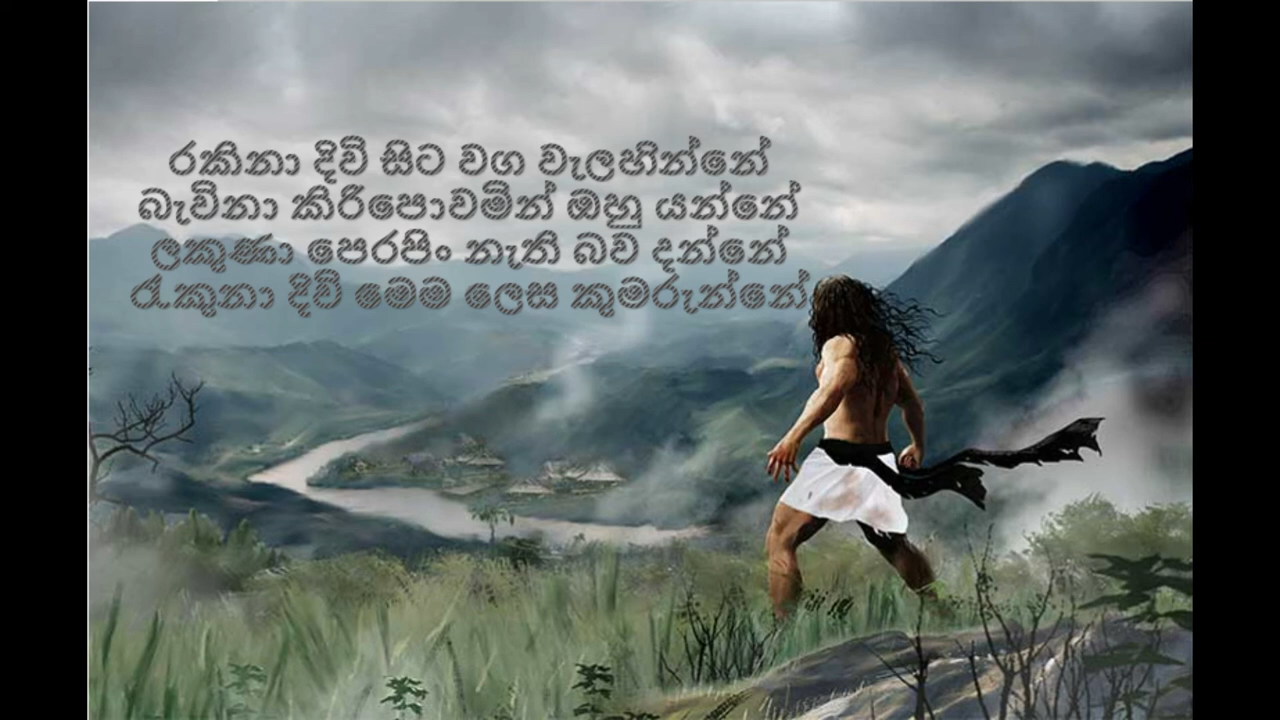 රකිනා දිවි සිට වග වැලහින්නේ
බැවිනා කිරිපොවමින් ඔහු යන්නේ
ලකුණා පෙරපිං නැති බව දන්නේ
රැ.කුනා දිවි මෙම ලෙස කුමරුන්නේ